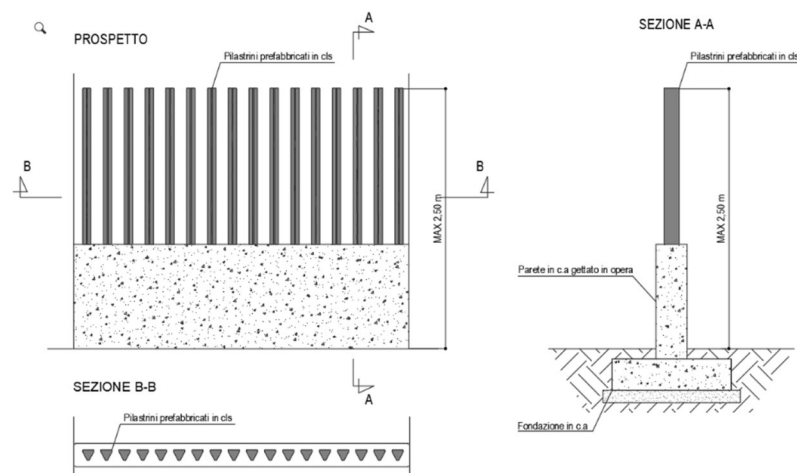 PROSPETTO
A
Pilastrini prefabbricati in cls
B
B
MAX 2,50 m
A
SEZIONE B-B
Pilastrini prefabbricati in cls
SEZIONE A-A
Pilastrini prefabbricati in cls
MAX 2,50 m
Parete in c.a gettato in opera
Fondazione in c.a